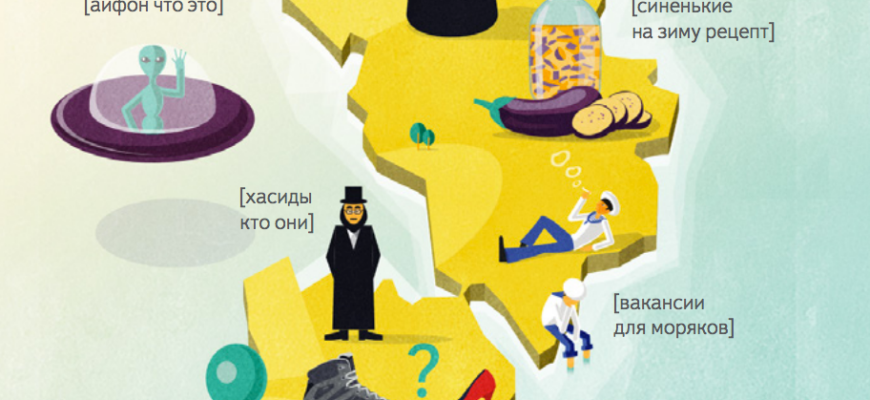 [айфон что это]
[синенькие
на зиму рецепт]
[хасиды
кто они]
[вакансии
для моряков]
?